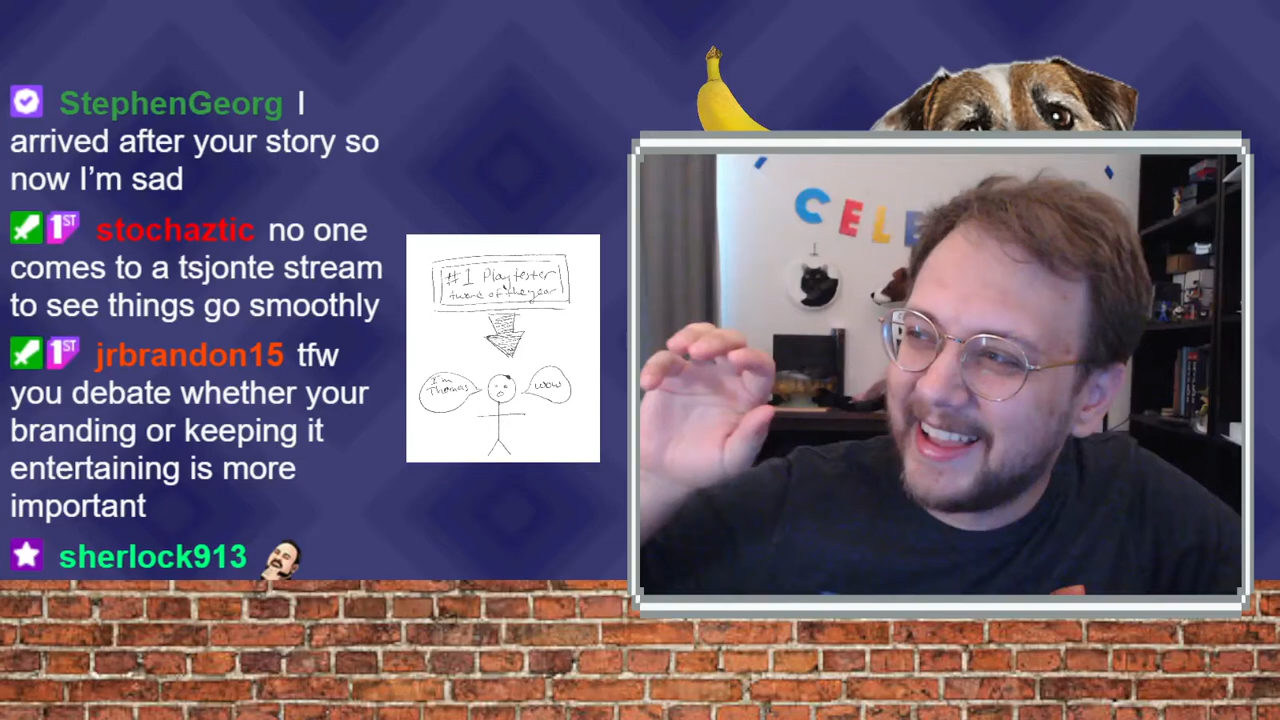 StephenGeorg I
arrived after your story so
now I’m sad
stochaztic no one
comes to a tsjonte stream
to see things go smoothly
jrbrandon15 tfw
you debate whether your
branding or keeping it
entertaining is more
important
sherlock913
1ST
1ST
#1 Playtester
of the year
I'm
Thomas
wow
CELE